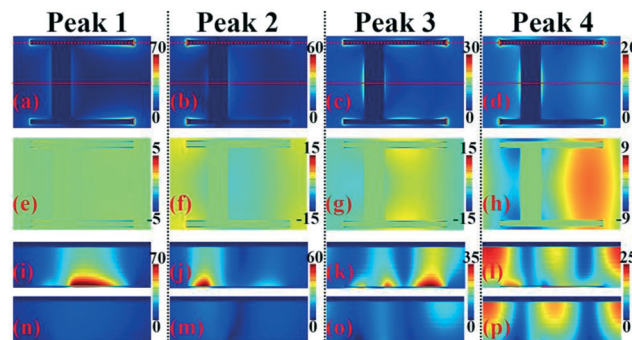 Peak 1 Peak 2 Peak 3 Peak 4
(a) 70 0 (b) 60 0 (c) 30 0 (d) 20 0
(e) 5 -5 (f) 15 -15 (g) 15 -15 (h) 9 -9
(i) 70 (j) 60 (k) 35 (l) 25
(n) 0 (m) 0 (o) 0 (p) 0